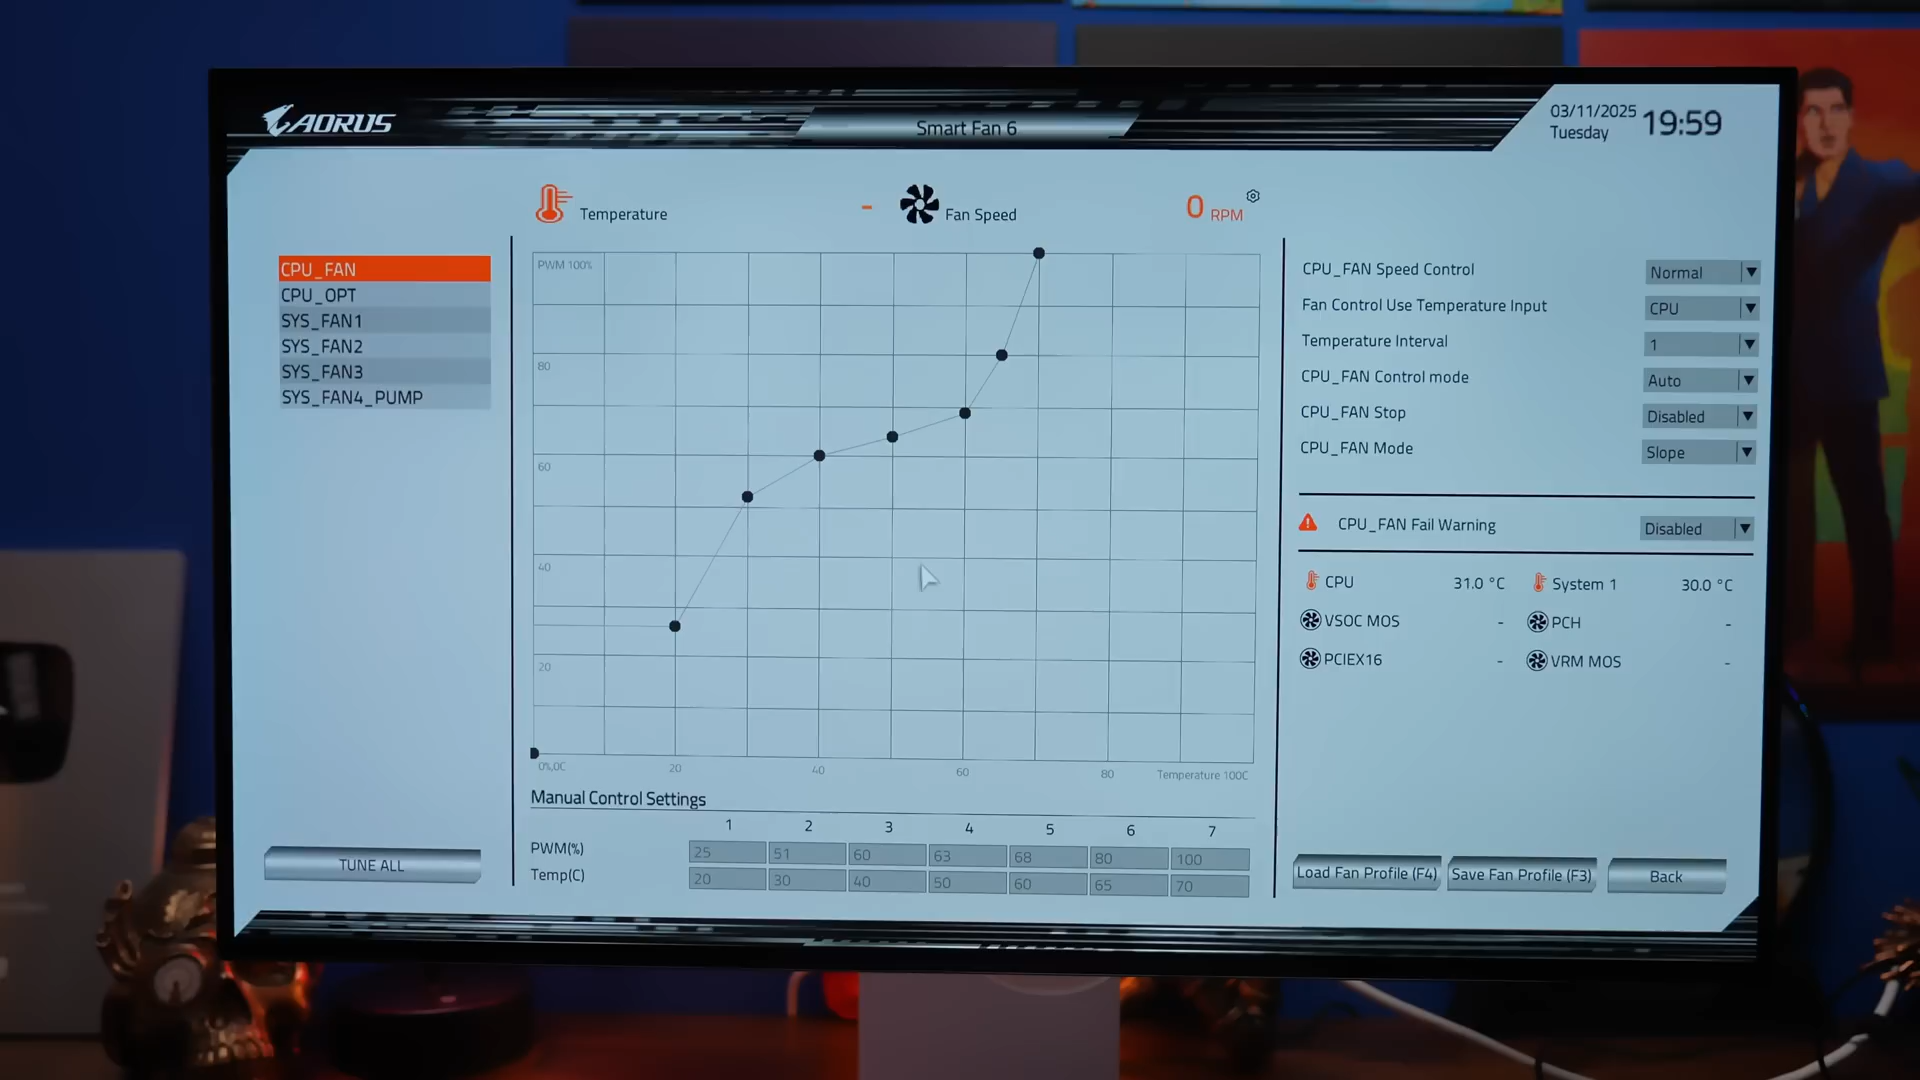 AORUS
Smart Fan 6
03/11/2025
Tuesday
19:59
Temperature
-
Fan Speed
0 RPM
CPU_FAN
CPU_OPT
SYS_FAN1
SYS_FAN2
SYS_FAN3
SYS_FAN4_PUMP
TUNE ALL
PWM 100%
80
60
40
20
0%,0C
20
40
60
80
Temperature 100C
Manual Control Settings
1 2 3 4 5 6 7
PWM(%) 25 51 60 63 68 80 100
Temp(C) 20 30 40 50 60 65 70
CPU_FAN Speed Control Normal
Fan Control Use Temperature Input CPU
Temperature Interval 1
CPU_FAN Control mode Auto
CPU_FAN Stop Disabled
CPU_FAN Mode Slope
CPU_FAN Fail Warning Disabled
CPU 31.0 °C System 1 30.0 °C
VSOC MOS - PCH -
PCIEX16 - VRM MOS -
Load Fan Profile (F4) Save Fan Profile (F3) Back